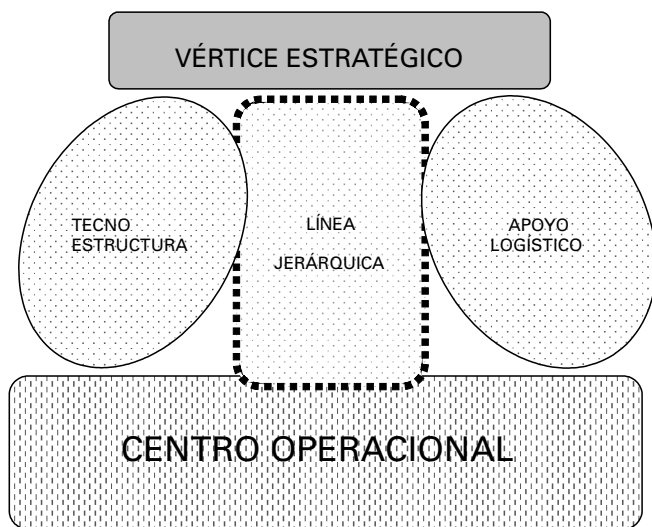 VÉRTICE ESTRATÉGICO
TECNO
ESTRUCTURA
LÍNEA
JERÁRQUICA
APOYO
LOGÍSTICO
CENTRO OPERACIONAL